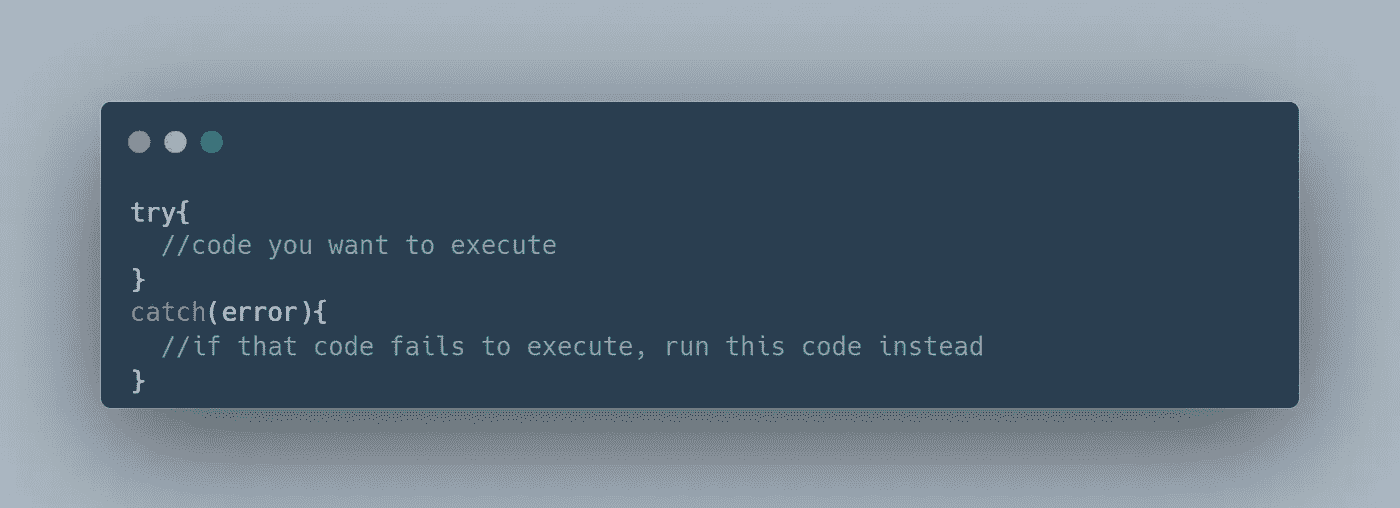 try{
  //code you want to execute
}
catch(error){
  //if that code fails to execute, run this code instead
}